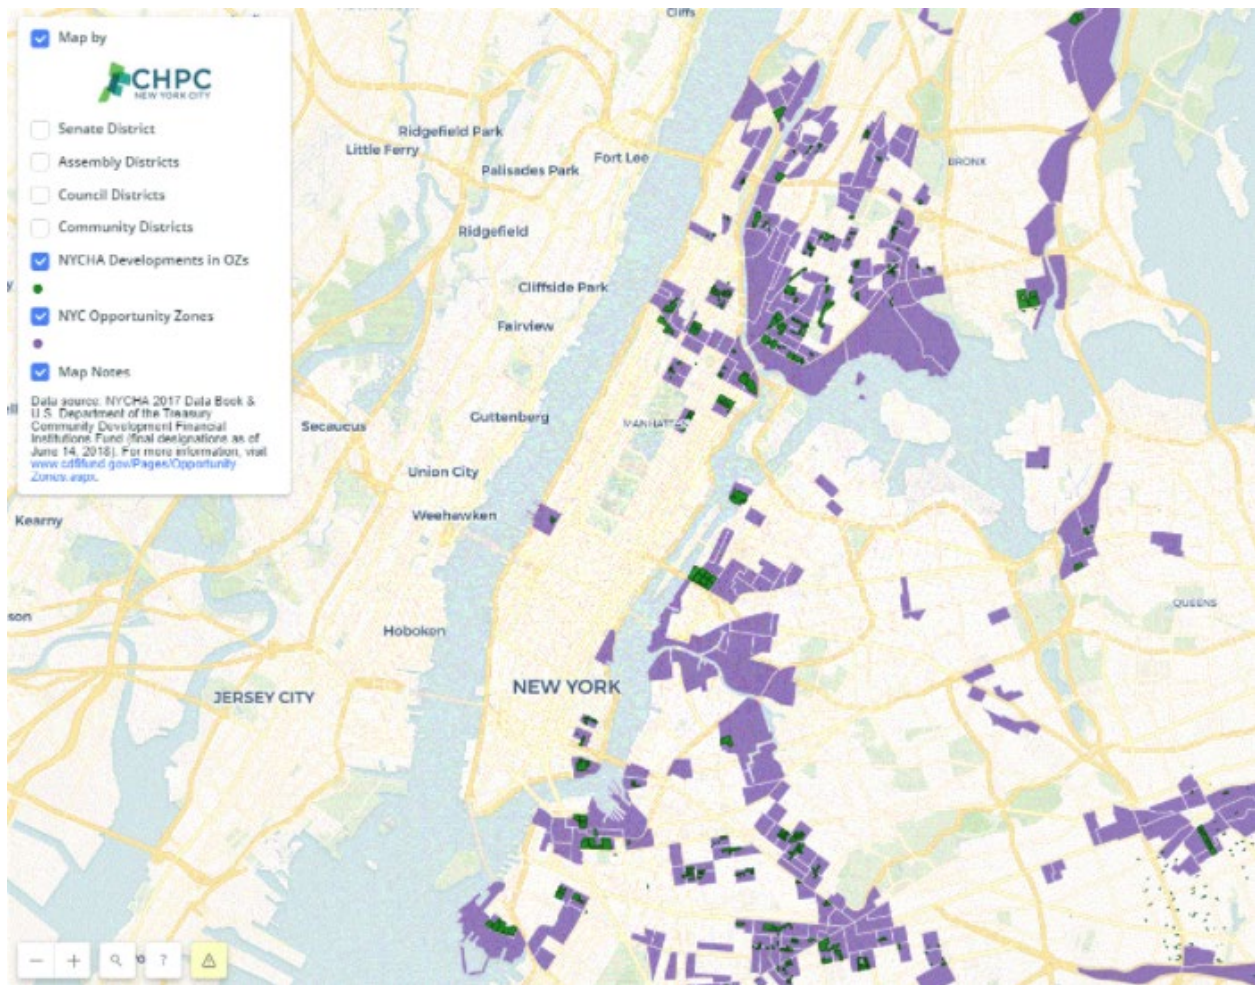 Map by
CHPC
NEW YORK CITY
Senate District
Assembly Districts
Council Districts
Community Districts
NYCHA Developments in OZs
NYC Opportunity Zones
Map Notes
Data source: NYCHA 2017 Data Book &
U.S. Department of the Treasury
Community Development Financial
Institutions Fund (final designations as of
June 14, 2018). For more information, visit
www.cdfifund.gov/Pages/Opportunity-
Zones.aspx.
Cliffs
Ridgefield Park
Little Ferry
Fort Lee
Palisades Park
BRONX
Ridgefield
Cliffside Park
Fairview
Guttenberg
MANHATTAN
Secaucus
Union City
Weehawken
Kearny
QUEENS
son
Hoboken
NEW YORK
JERSEY CITY
− + ?